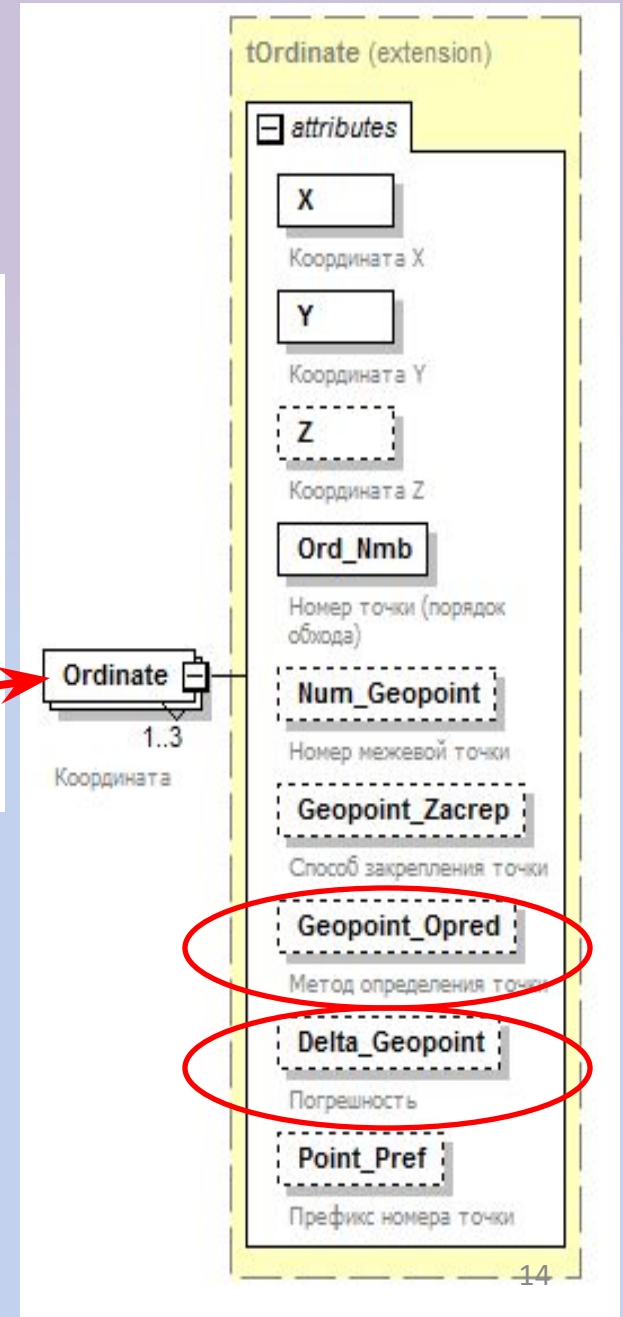 tOrdinate (extension)
attributes
X
Координата X
Y
Координата Y
Z
Координата Z
Ord_Nmb
Номер точки (порядок
обхода)
Ordinate
1..3
Координата
Num_Geopoint
Номер межевой точки
Geopoint_Zacrep
Способ закрепления точки
Geopoint_Opred
Метод определения точки
Delta_Geopoint
Погрешность
Point_Pref
Префикс номера точки
14